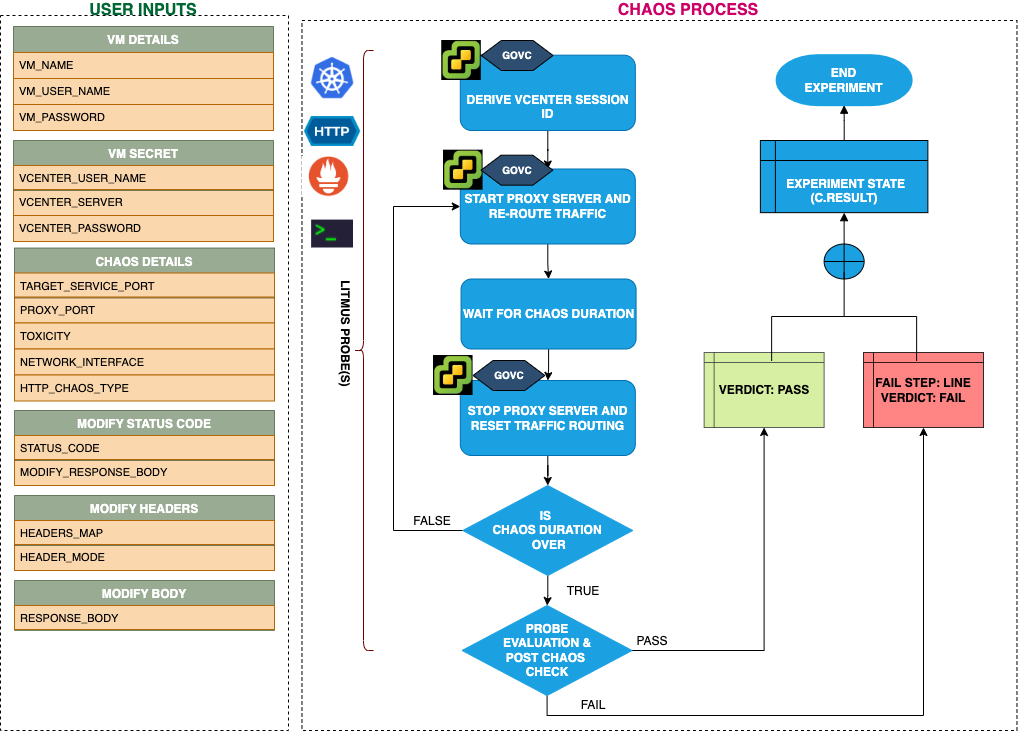 USER INPUTS
VM DETAILS
VM_NAME
VM_USER_NAME
VM_PASSWORD
VM SECRET
VCENTER_USER_NAME
VCENTER_SERVER
VCENTER_PASSWORD
CHAOS DETAILS
TARGET_SERVICE_PORT
PROXY_PORT
TOXICITY
NETWORK_INTERFACE
HTTP_CHAOS_TYPE
MODIFY STATUS CODE
STATUS_CODE
MODIFY_RESPONSE_BODY
MODIFY HEADERS
HEADERS_MAP
HEADER_MODE
MODIFY BODY
RESPONSE_BODY
CHAOS PROCESS
HTTP
>_
LITMUS PROBE(S)
GOVC
DERIVE VCENTER SESSION
ID
GOVC
START PROXY SERVER AND
RE-ROUTE TRAFFIC
WAIT FOR CHAOS DURATION
GOVC
STOP PROXY SERVER AND
RESET TRAFFIC ROUTING
IS
CHAOS DURATION
OVER
FALSE
TRUE
PROBE
EVALUATION &
POST CHAOS
CHECK
PASS
FAIL
VERDICT: PASS
FAIL STEP: LINE
VERDICT: FAIL
EXPERIMENT STATE
(C.RESULT)
END
EXPERIMENT